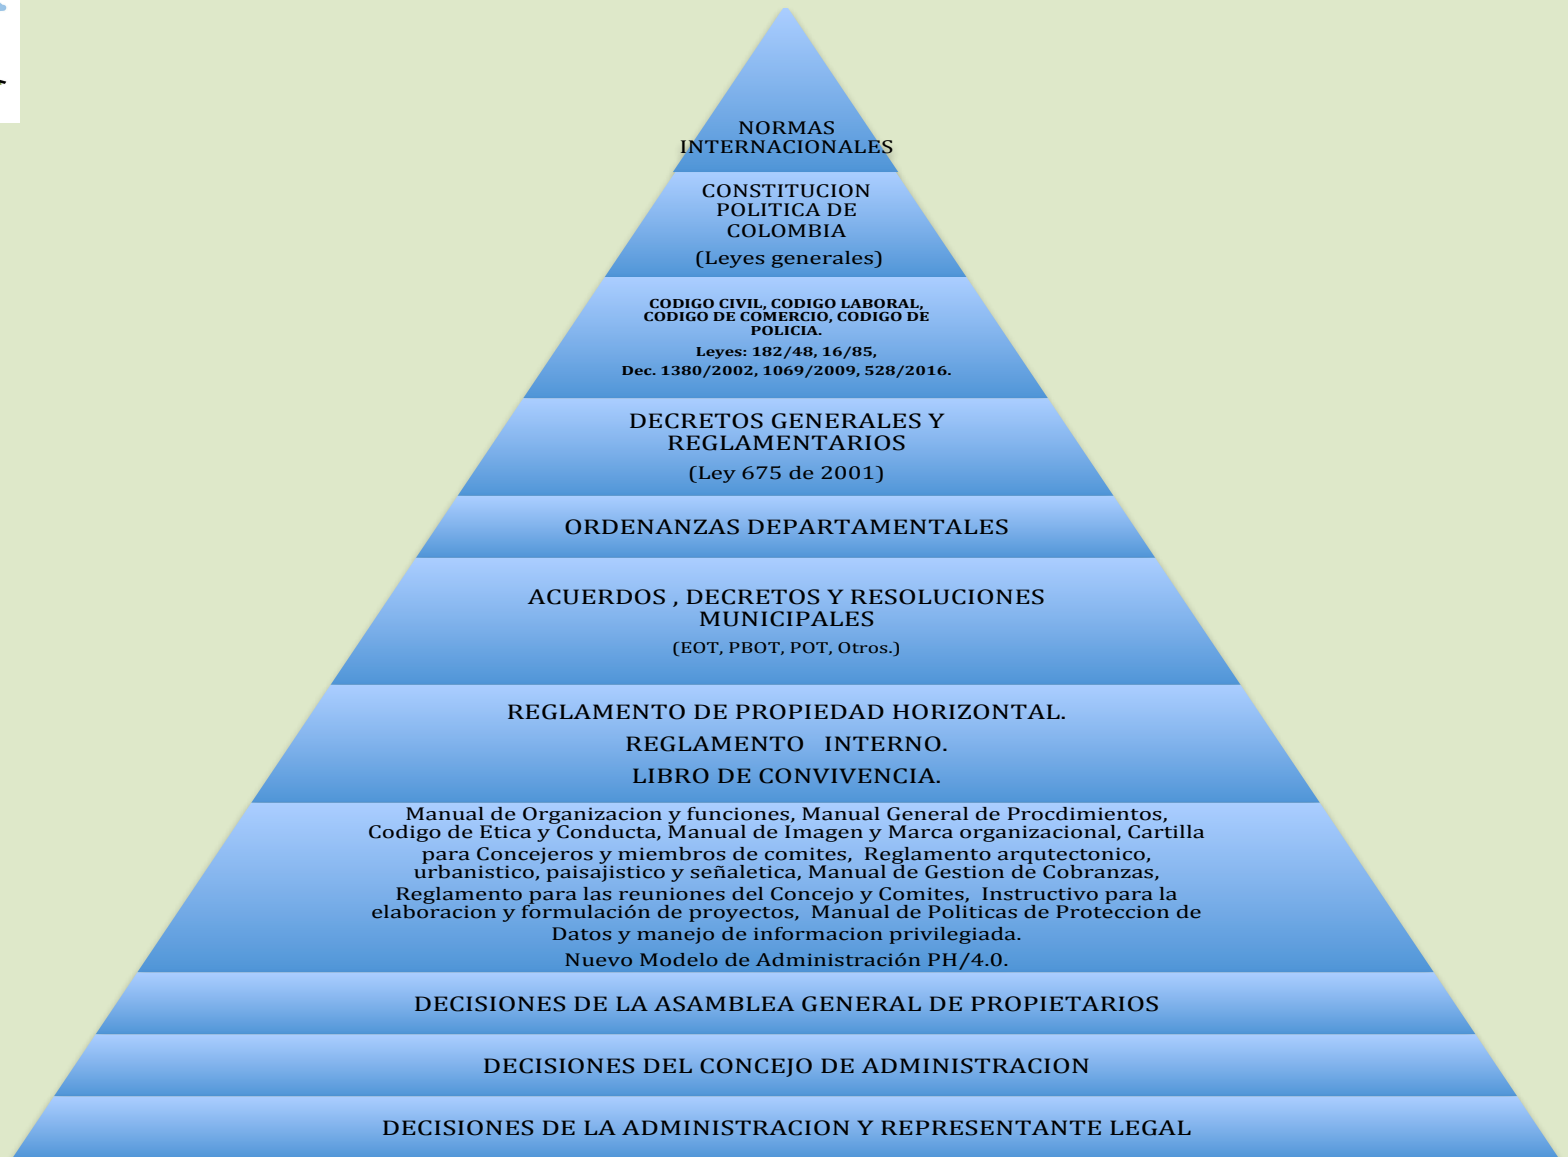 NORMAS
INTERNACIONALES
CONSTITUCION
POLITICA DE
COLOMBIA
(Leyes generales)
CODIGO CIVIL, CODIGO LABORAL,
CODIGO DE COMERCIO, CODIGO DE
POLICIA.
Leyes: 182/48, 16/85,
Dec. 1380/2002, 1069/2009, 528/2016.
DECRETOS GENERALES Y
REGLAMENTARIOS
(Ley 675 de 2001)
ORDENANZAS DEPARTAMENTALES
ACUERDOS , DECRETOS Y RESOLUCIONES
MUNICIPALES
(EOT, PBOT, POT, Otros.)
REGLAMENTO DE PROPIEDAD HORIZONTAL.
REGLAMENTO INTERNO.
LIBRO DE CONVIVENCIA.
Manual de Organizacion y funciones, Manual General de Procdimientos,
Codigo de Etica y Conducta, Manual de Imagen y Marca organizacional, Cartilla
para Concejeros y miembros de comites, Reglamento arqutectonico,
urbanistico, paisajistico y señaletica, Manual de Gestion de Cobranzas,
Reglamento para las reuniones del Concejo y Comites, Instructivo para la
elaboracion y formulación de proyectos, Manual de Politicas de Proteccion de
Datos y manejo de informacion privilegiada.
Nuevo Modelo de Administración PH/4.0.
DECISIONES DE LA ASAMBLEA GENERAL DE PROPIETARIOS
DECISIONES DEL CONCEJO DE ADMINISTRACION
DECISIONES DE LA ADMINISTRACION Y REPRESENTANTE LEGAL